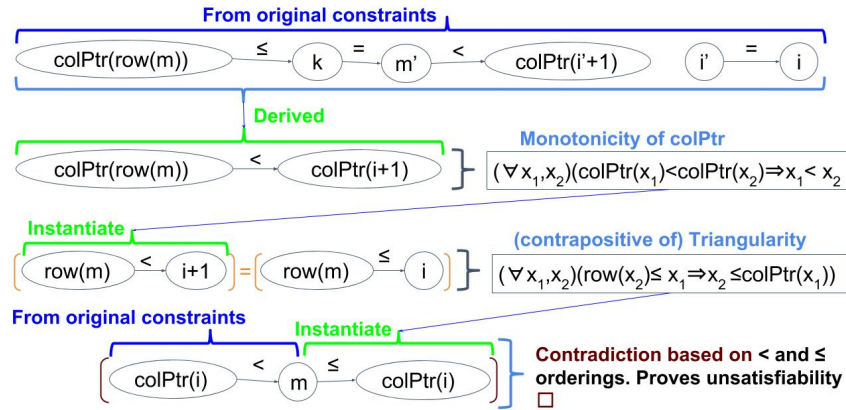 From original constraints
colPtr(row(m)) ≤ k = m' < colPtr(i'+1) i' = i
Derived
Monotonicity of colPtr
colPtr(row(m)) < colPtr(i+1) (∀x₁,x₂)(colPtr(x₁)<colPtr(x₂)⇒x₁< x₂
Instantiate
(contrapositive of) Triangularity
row(m) < i+1 = row(m) ≤ i (∀x₁,x₂)(row(x₂)≤ x₁⇒x₂ ≤colPtr(x₁))
From original constraints
Instantiate
colPtr(i) < m ≤ colPtr(i)
Contradiction based on < and ≤
orderings. Proves unsatisfiability
□